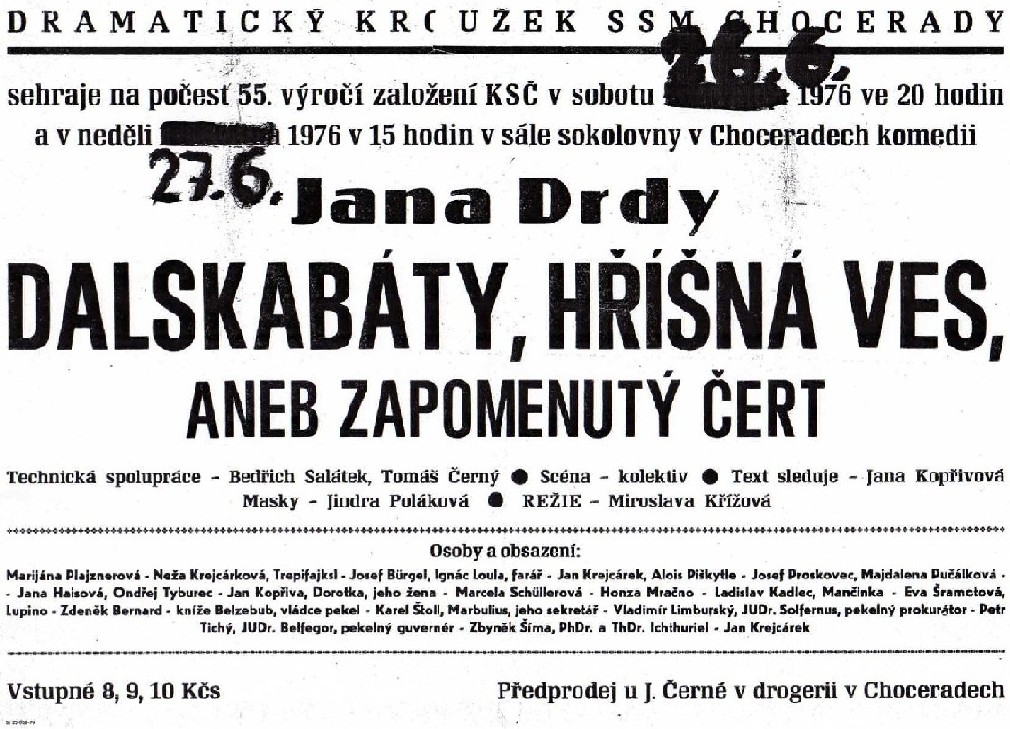 DRAMATICKÝ KROUŽEK SSM CHOCERADY
26.6.
sehraje na počest 55. výročí založení KSČ v sobotu 1976 ve 20 hodin
a v neděli 1976 v 15 hodin v sále sokolovny v Choceradech komedii
27.6.
Jana Drdy
DALSKABÁTY, HŘÍŠNÁ VES,
ANEB ZAPOMENUTÝ ČERT
Technická spolupráce – Bedřich Salátek, Tomáš Černý ● Scéna – kolektiv ● Text sleduje – Jana Kopřivová
Masky – Jindra Poláková ● REŽIE – Miroslava Křížová
Osoby a obsazení:
Marijána Plajznerová - Neža Krejcárková, Trepifajksl - Josef Bürgel, Ignác Loula, farář - Jan Krejcárek, Alois Piškytle - Josef Proskovec, Majdalena Pučálková -
- Jana Haisová, Ondřej Tyburec - Jan Kopřiva, Dorotka, jeho žena - Marcela Schüllerová - Honza Mračno - Ladislav Kadlec, Mančinka - Eva Šrametová,
Lupino - Zdeněk Bernard - kníže Belzebub, vládce pekel - Karel Štoll, Marbulius, jeho sekretář - Vladimír Limburský, JUDr. Solfernus, pekelný prokurátor - Petr
Tichý, JUDr. Belfegor, pekelný guvernér - Zbyněk Šíma, PhDr. a ThDr. Ichthuriel - Jan Krejcárek
Vstupné 8, 9, 10 Kčs
Předprodej u J. Černé v drogerii v Choceradech